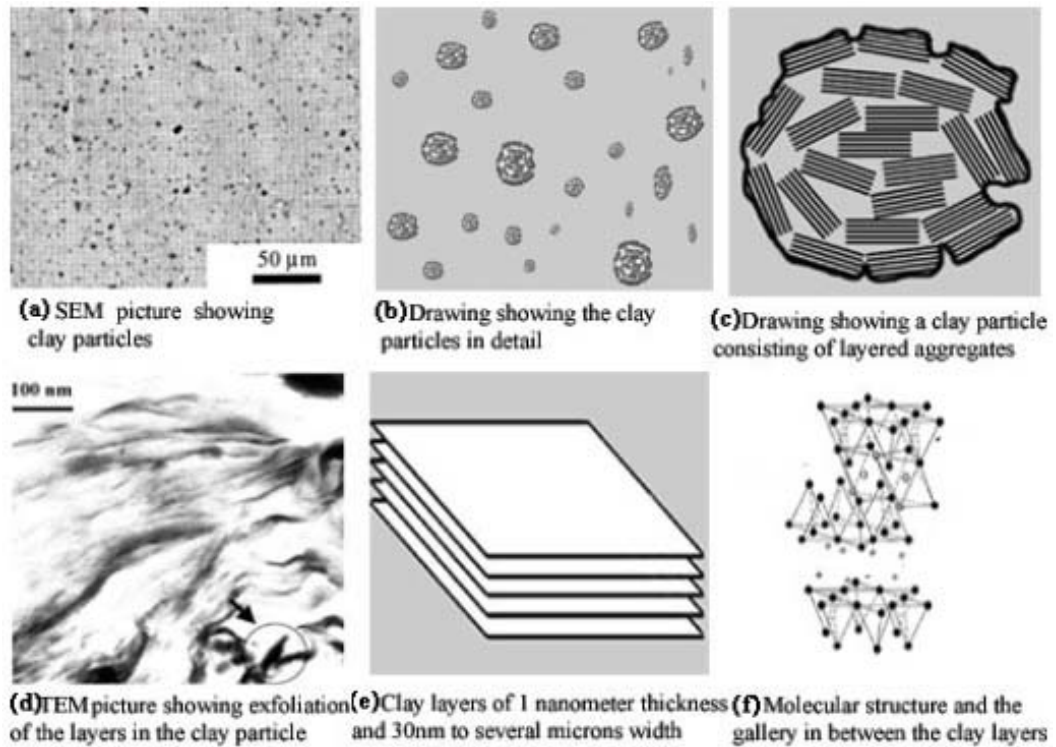 50 µm
(a) SEM picture showing
clay particles
(b)Drawing showing the clay
particles in detail
(c)Drawing showing a clay particle
consisting of layered aggregates
100 nm
(d)TEM picture showing exfoliation
of the layers in the clay particle
(e)Clay layers of 1 nanometer thickness
and 30nm to several microns width
(f)Molecular structure and the
gallery in between the clay layers